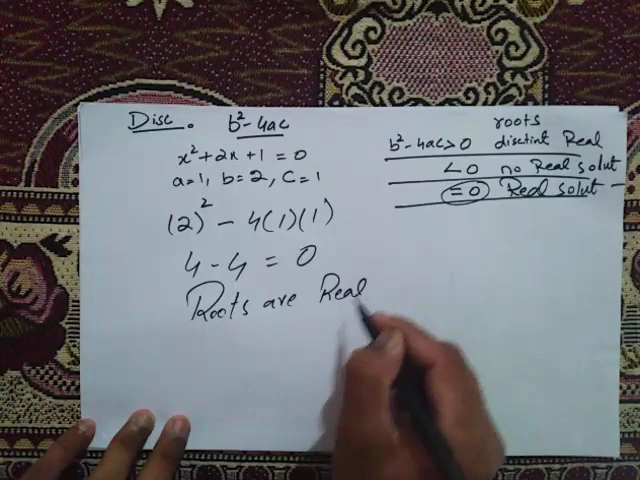 Disc. b²-4ac
x²+2x+1=0
a=1, b=2, C=1
(2)² - 4(1)(1)
4-4 = 0
Roots are Real
roots
b²-4ac>0 disctint Real
<0 no Real solut
=0 Real solut -